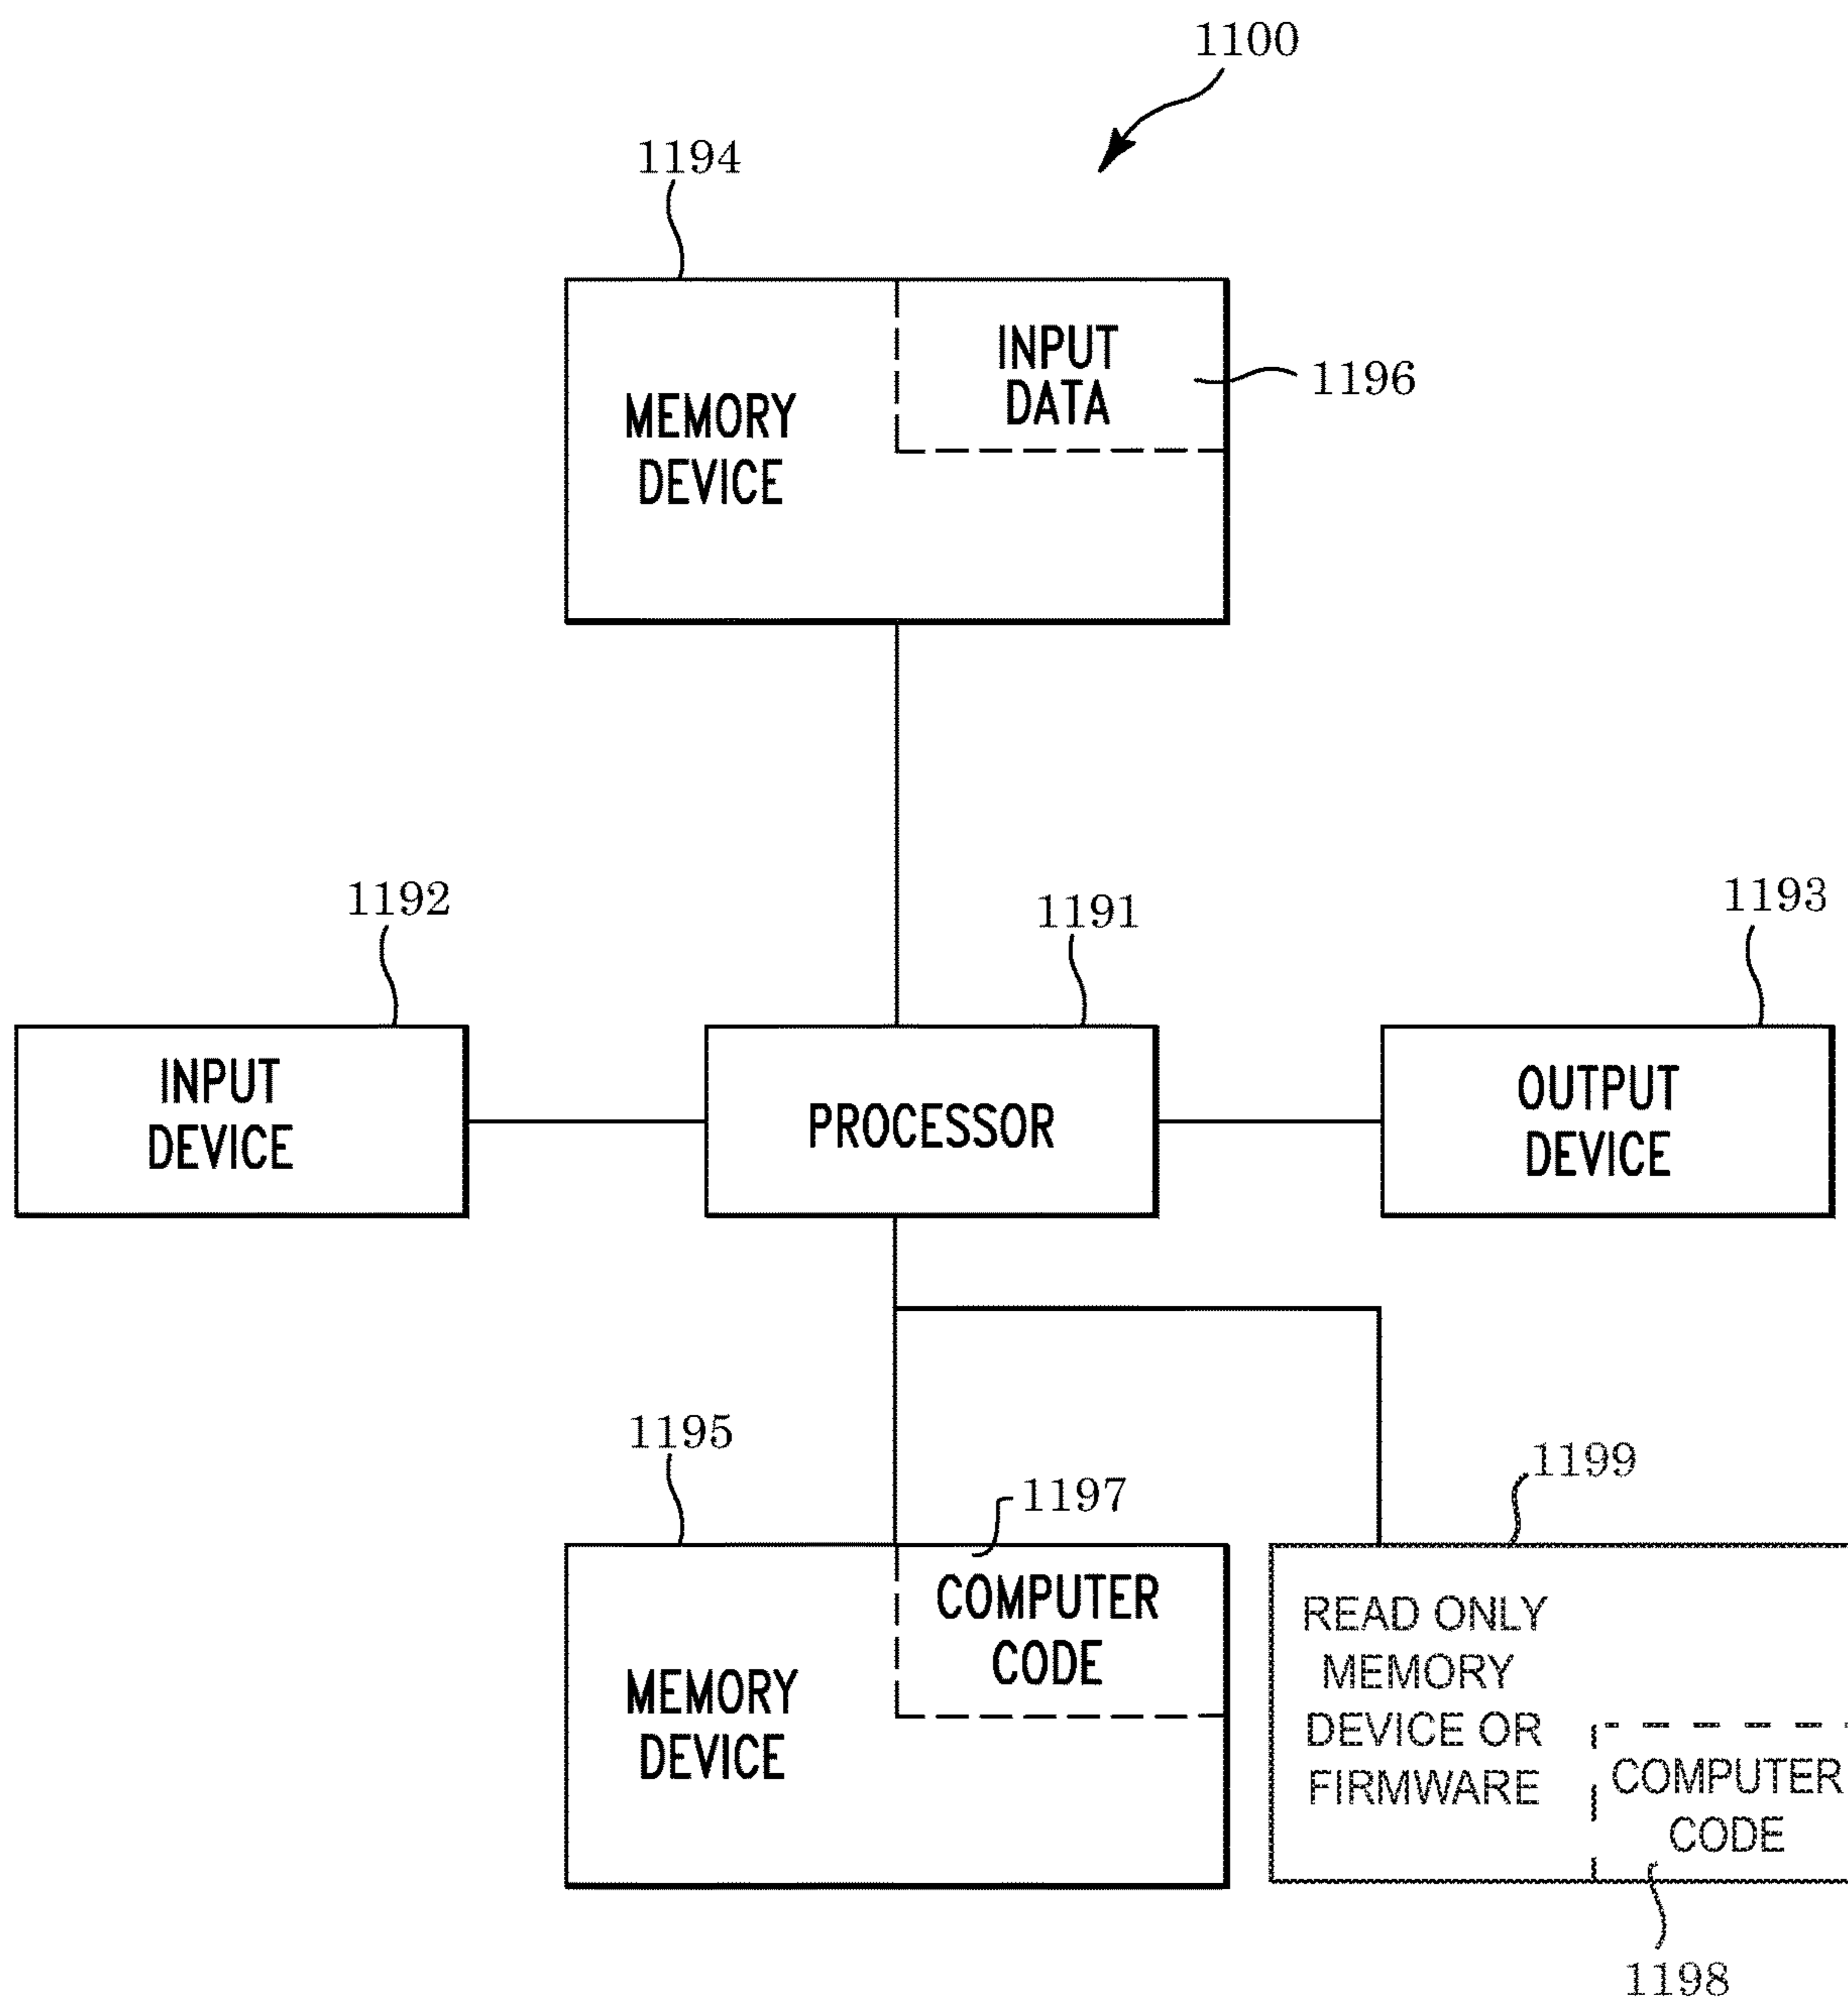 1100
1194
INPUT
DATA
1196
MEMORY
DEVICE
1192
1191
1193
INPUT
DEVICE
PROCESSOR
OUTPUT
DEVICE
1195
1197
1199
COMPUTER
CODE
MEMORY
DEVICE
READ ONLY
MEMORY
DEVICE OR
FIRMWARE
COMPUTER
CODE
1198